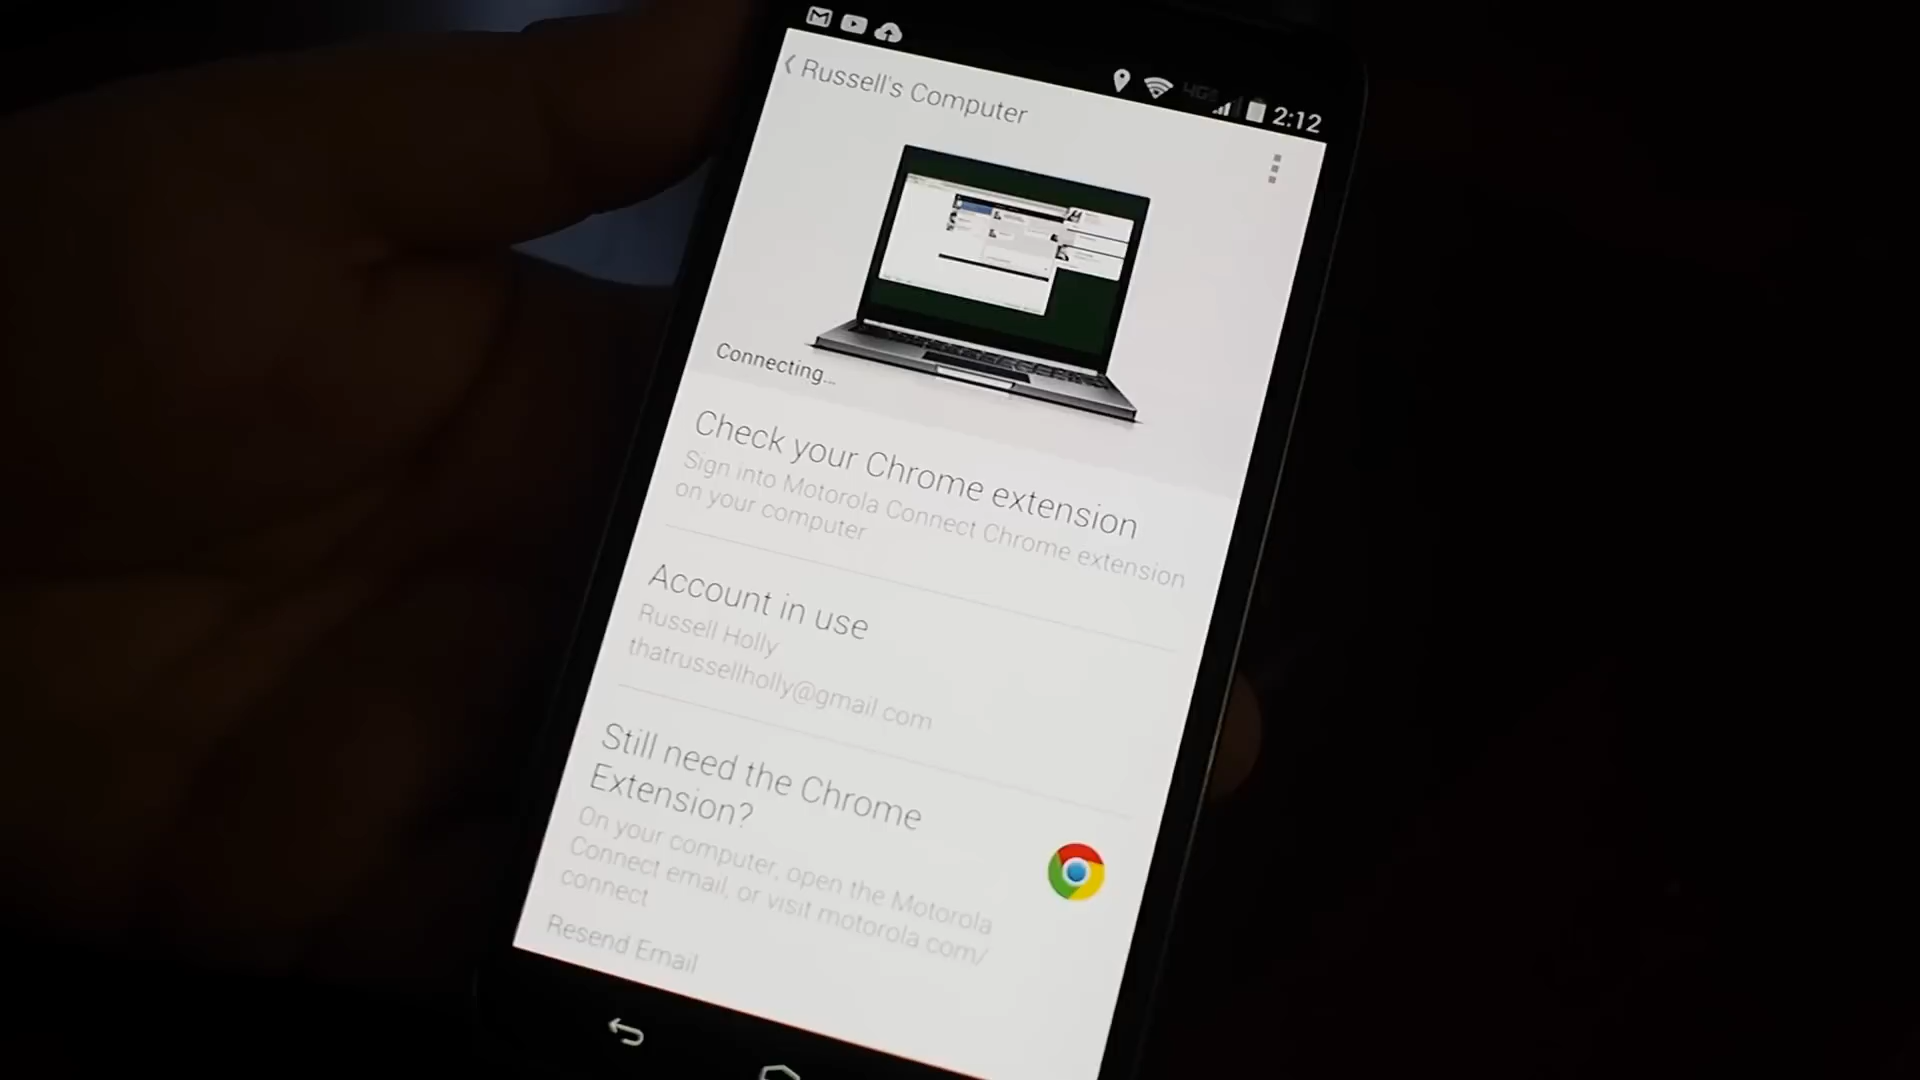 4G
2:12
Russell's Computer
Connecting...
Check your Chrome extension
Sign into Motorola Connect Chrome extension
on your computer
Account in use
Russell Holly
thatrussellholly@gmail.com
Still need the Chrome
Extension?
On your computer, open the Motorola
Connect email, or visit motorola.com/
connect
Resend Email